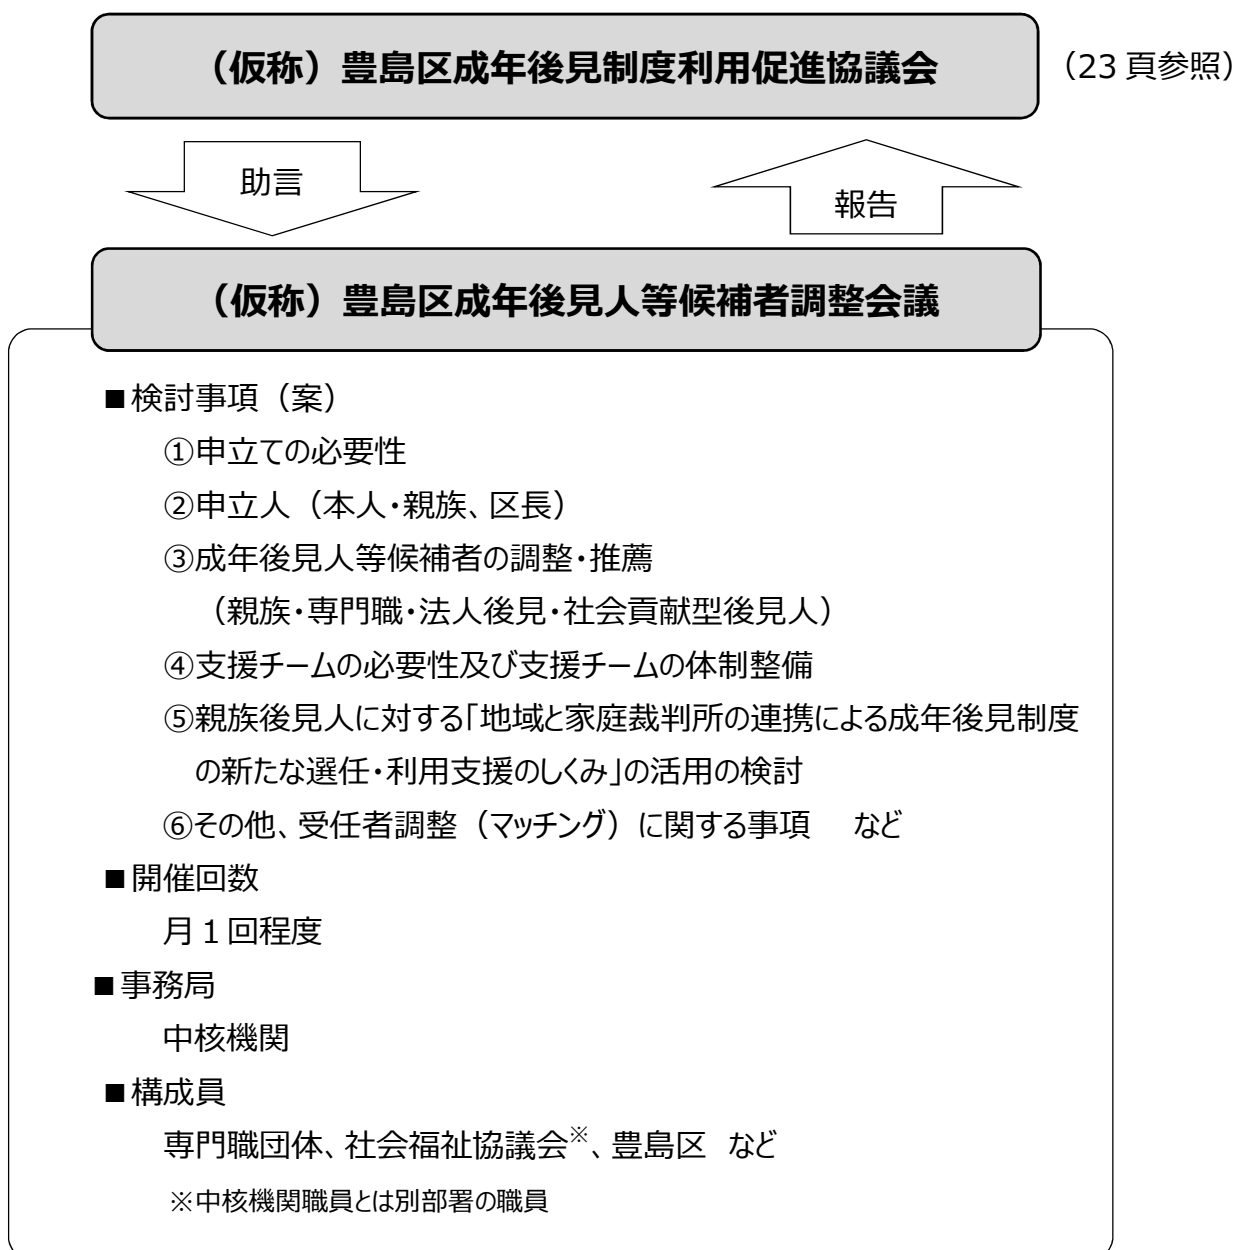 （仮称）豊島区成年後見制度利用促進協議会
（23 頁参照）
助言
報告
（仮称）豊島区成年後見人等候補者調整会議
■検討事項（案）
①申立ての必要性
②申立人（本人・親族、区長）
③成年後見人等候補者の調整・推薦
（親族・専門職・法人後見・社会貢献型後見人）
④支援チームの必要性及び支援チームの体制整備
⑤親族後見人に対する「地域と家庭裁判所の連携による成年後見制度
の新たな選任・利用支援のしくみ」の活用の検討
⑥その他、受任者調整（マッチング）に関する事項　など
■開催回数
月１回程度
■事務局
中核機関
■構成員
専門職団体、社会福祉協議会※、豊島区 など
※中核機関職員とは別部署の職員